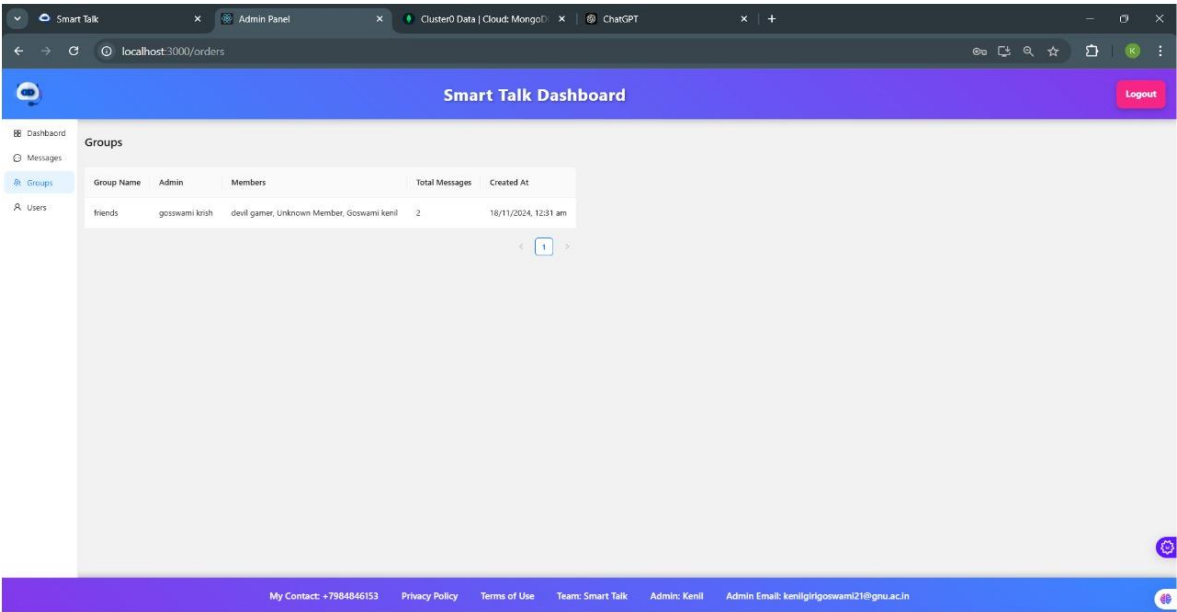 Smart Talk Admin Panel Cluster0 Data | Cloud: MongoD ChatGPT
localhost:3000/orders K
Smart Talk Dashboard Logout
Dashbaord
Messages
Groups
Users
Groups
Group Name Admin Members Total Messages Created At
friends gosswami krish devil gamer, Unknown Member, Goswami kenil 2 18/11/2024, 12:31 am
< 1 >
My Contact: +7984846153 Privacy Policy Terms of Use Team: Smart Talk Admin: Kenil Admin Email: kenilgirigoswami21@gnu.ac.in